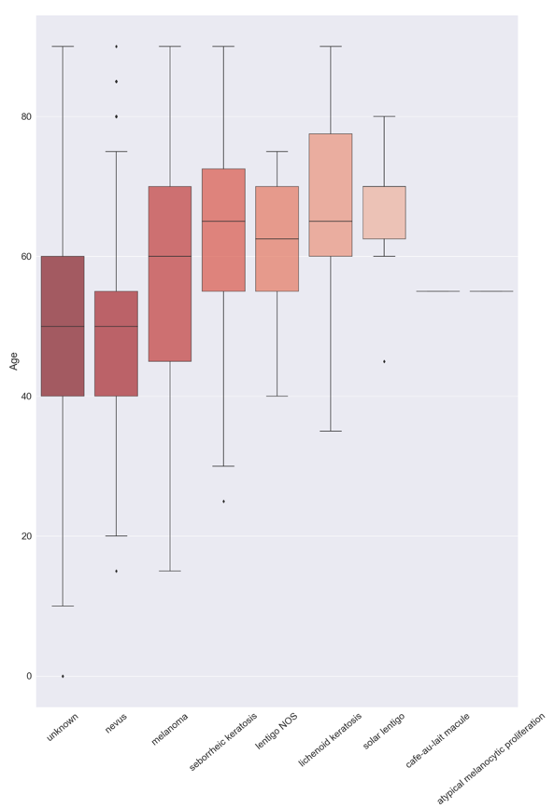 80
60
40
20
0
Age
unknown
nevus
melanoma
seborrheic keratosis
lentigo NOS
lichenoid keratosis
solar lentigo
cafe-au-lait macule
atypical melanocytic proliferation